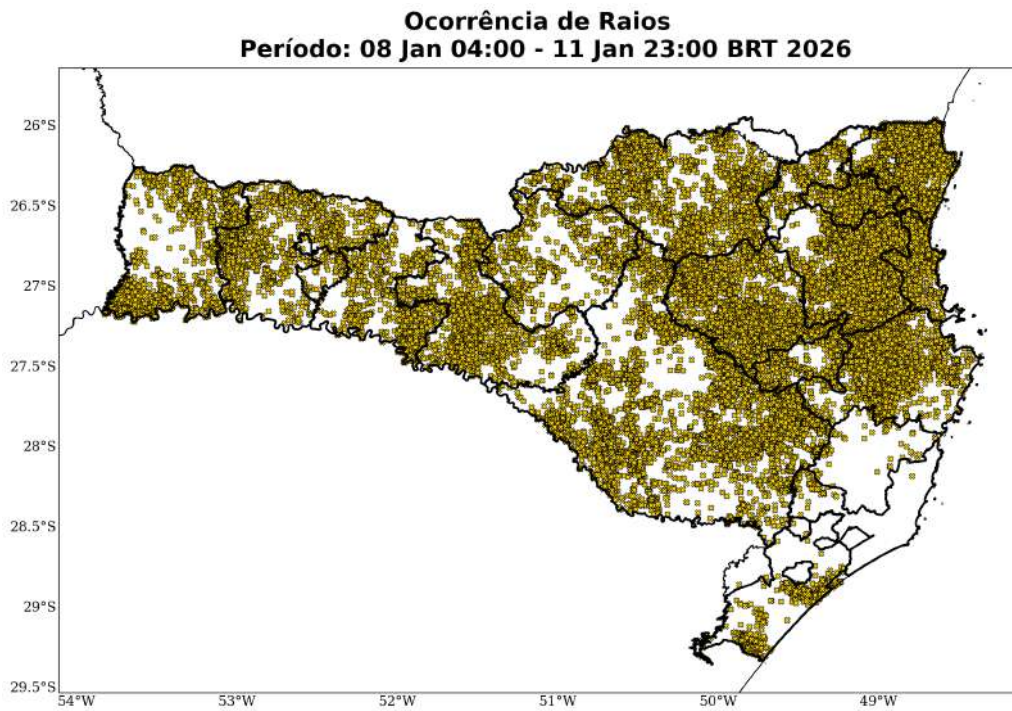 Ocorrência de Raios
Período: 08 Jan 04:00 - 11 Jan 23:00 BRT 2026
26°S
26.5°S
27°S
27.5°S
28°S
28.5°S
29°S
29.5°S
54°W 53°W 52°W 51°W 50°W 49°W